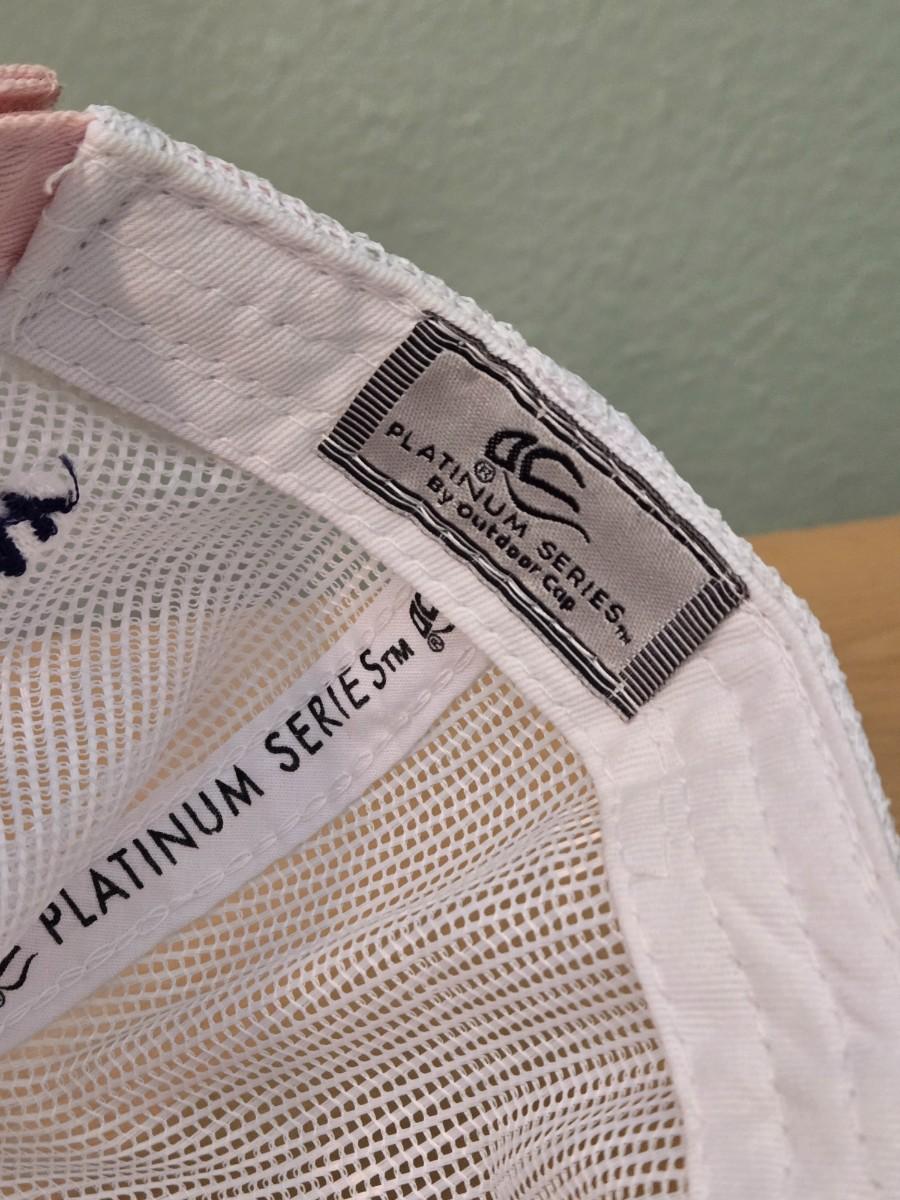 ®
PLATINUM SERIES™
By Outdoor Cap
PLATINUM SERIES™
®